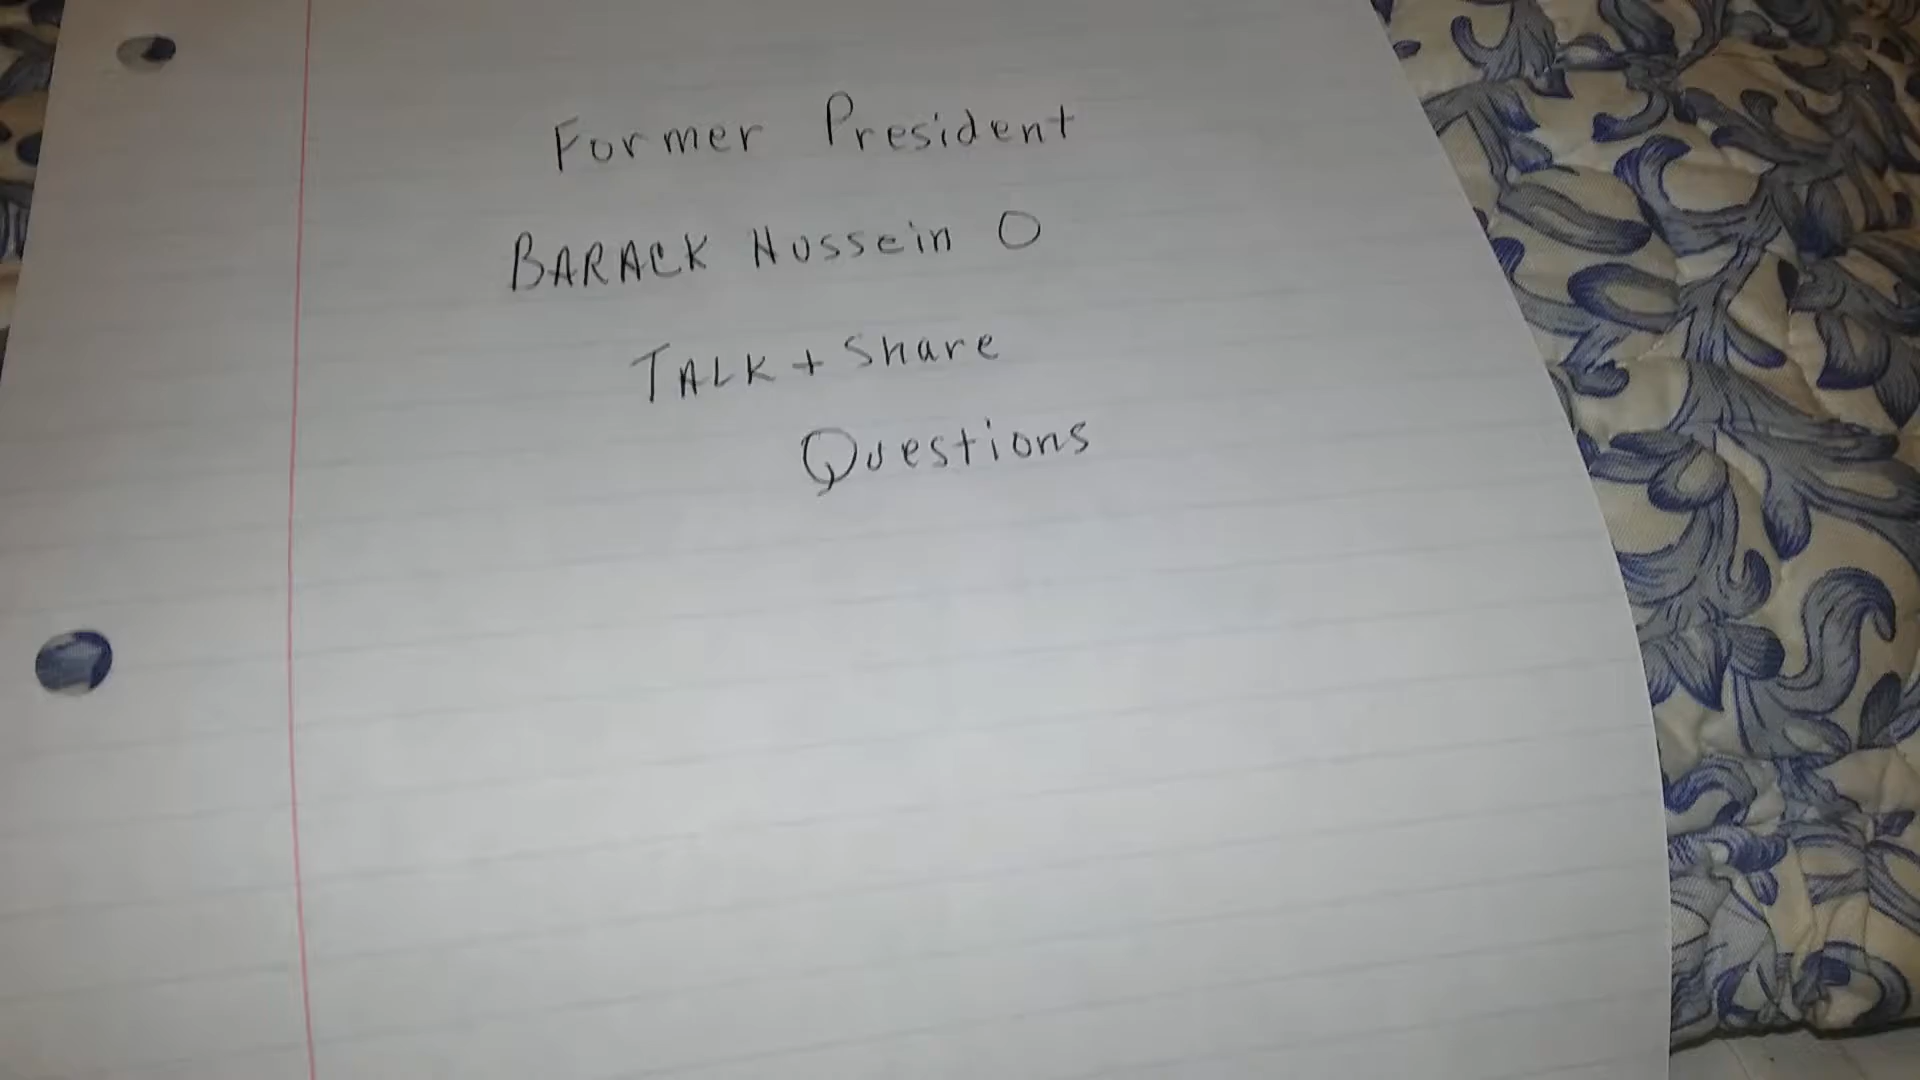 Former President
BARACK Hussein O
TALK + Share
Questions